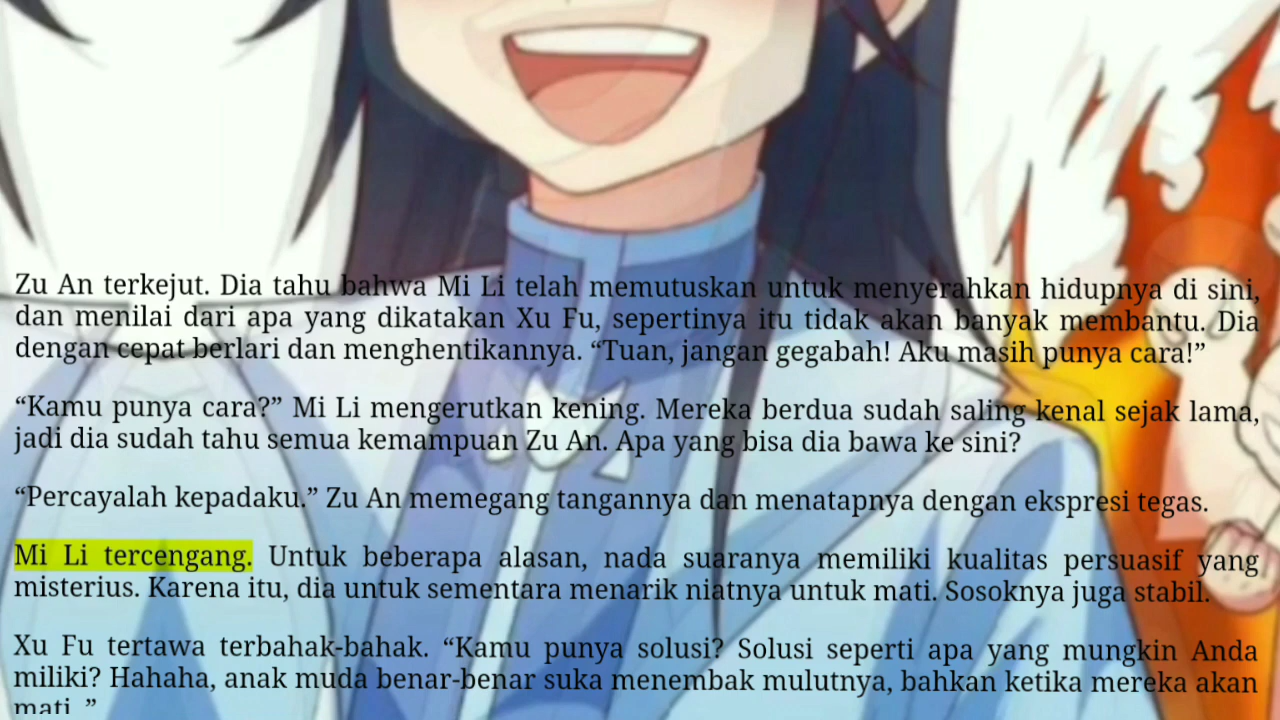 Zu An terkejut. Dia tahu bahwa Mi Li telah memutuskan untuk menyerahkan hidupnya di sini,
dan menilai dari apa yang dikatakan Xu Fu, sepertinya itu tidak akan banyak membantu. Dia
dengan cepat berlari dan menghentikannya. “Tuan, jangan gegabah! Aku masih punya cara!”
“Kamu punya cara?” Mi Li mengerutkan kening. Mereka berdua sudah saling kenal sejak lama,
jadi dia sudah tahu semua kemampuan Zu An. Apa yang bisa dia bawa ke sini?
“Percayalah kepadaku.” Zu An memegang tangannya dan menatapnya dengan ekspresi tegas.
Mi Li tercengang. Untuk beberapa alasan, nada suaranya memiliki kualitas persuasif yang
misterius. Karena itu, dia untuk sementara menarik niatnya untuk mati. Sosoknya juga stabil.
Xu Fu tertawa terbahak-bahak. “Kamu punya solusi? Solusi seperti apa yang mungkin Anda
miliki? Hahaha, anak muda benar-benar suka menembak mulutnya, bahkan ketika mereka akan
mati.”